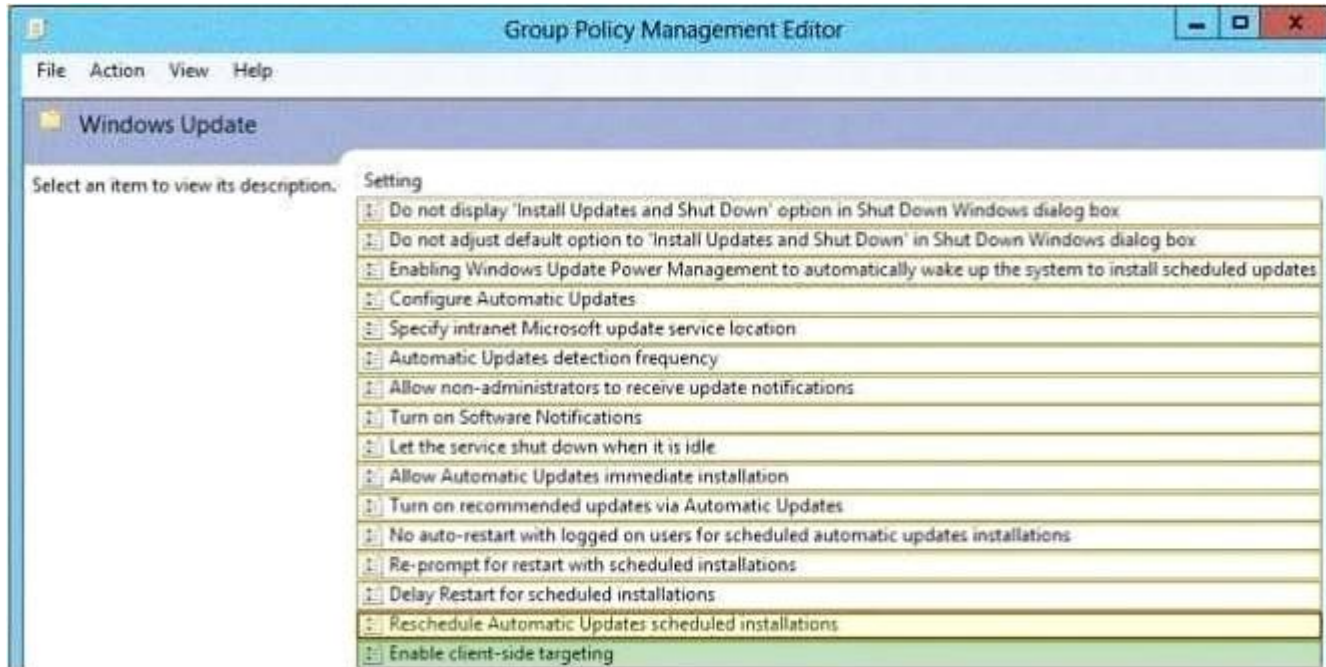 Group Policy Management Editor
File Action View Help
Windows Update
Select an item to view its description.
Setting
Do not display 'Install Updates and Shut Down' option in Shut Down Windows dialog box
Do not adjust default option to 'Install Updates and Shut Down' in Shut Down Windows dialog box
Enabling Windows Update Power Management to automatically wake up the system to install scheduled updates
Configure Automatic Updates
Specify intranet Microsoft update service location
Automatic Updates detection frequency
Allow non-administrators to receive update notifications
Turn on Software Notifications
Let the service shut down when it is idle
Allow Automatic Updates immediate installation
Turn on recommended updates via Automatic Updates
No auto-restart with logged on users for scheduled automatic updates installations
Re-prompt for restart with scheduled installations
Delay Restart for scheduled installations
Reschedule Automatic Updates scheduled installations
Enable client-side targeting